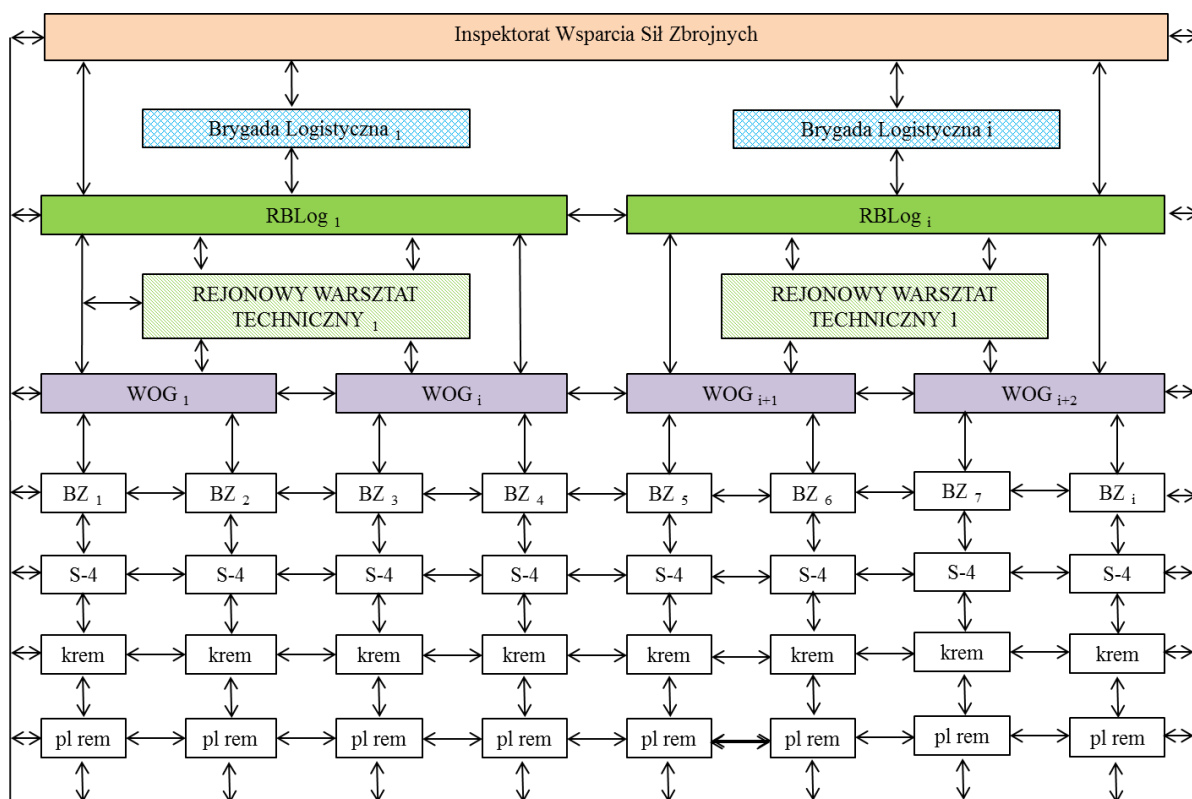 Inspektorat Wsparcia Sił Zbrojnych
Brygada Logistyczna 1
Brygada Logistyczna i
RBLog 1
RBLog i
REJONOWY WARSZTAT
TECHNICZNY 1
REJONOWY WARSZTAT
TECHNICZNY 1
WOG 1
WOG i
WOG i+1
WOG i+2
BZ 1
BZ 2
BZ 3
BZ 4
BZ 5
BZ 6
BZ 7
BZ i
S-4
S-4
S-4
S-4
S-4
S-4
S-4
S-4
krem
krem
krem
krem
krem
krem
krem
krem
pl rem
pl rem
pl rem
pl rem
pl rem
pl rem
pl rem
pl rem